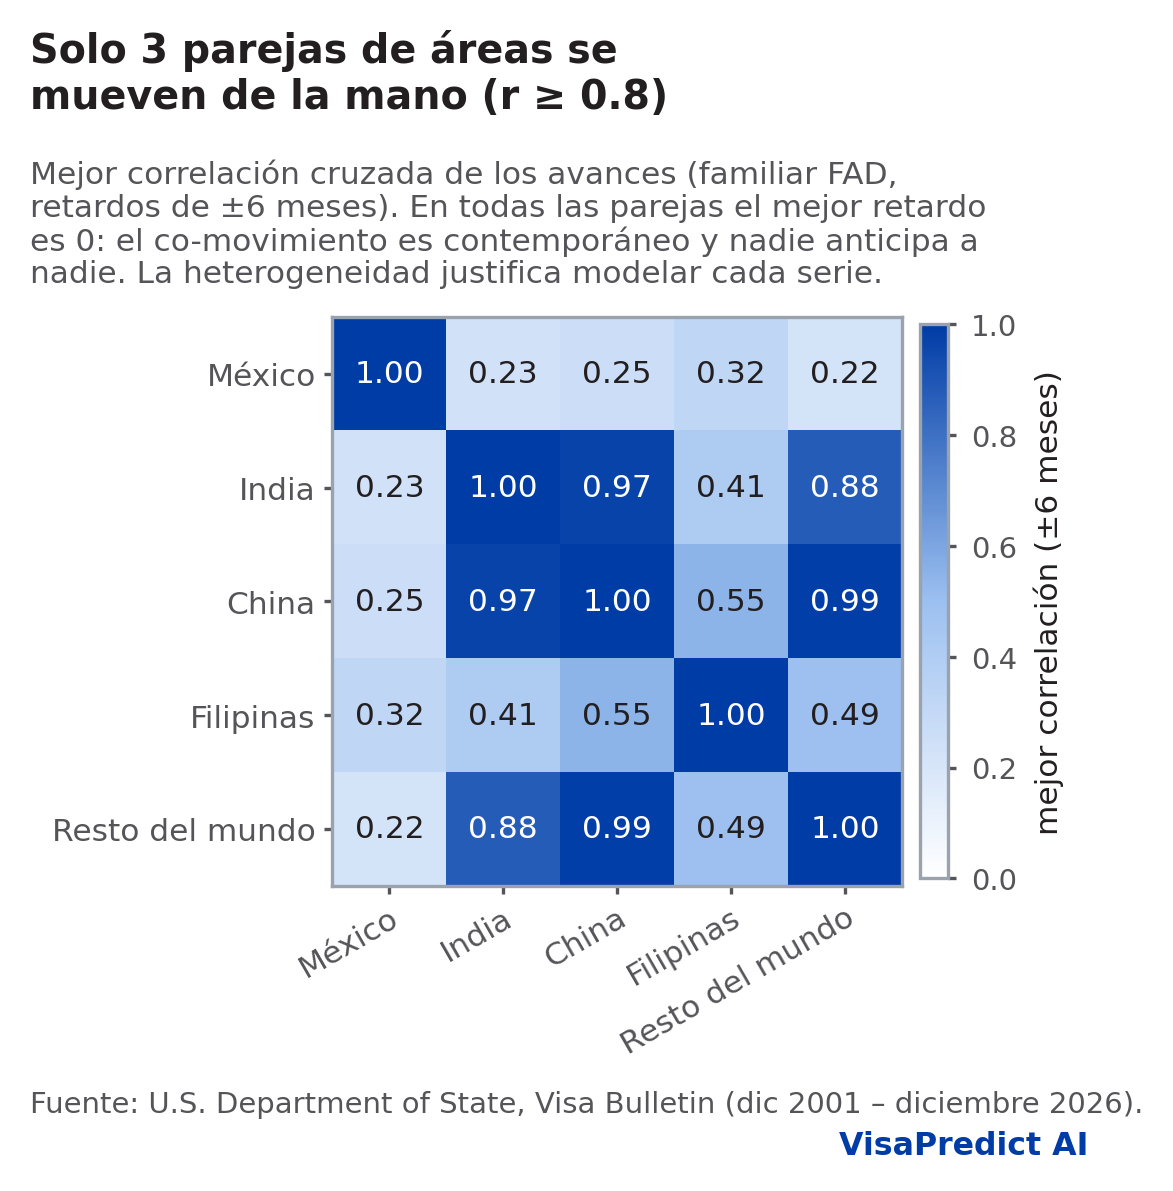 Solo 3 parejas de áreas se
mueven de la mano (r ≥ 0.8)
Mejor correlación cruzada de los avances (familiar FAD,
retardos de ±6 meses). En todas las parejas el mejor retardo
es 0: el co-movimiento es contemporáneo y nadie anticipa a
nadie. La heterogeneidad justifica modelar cada serie.
México 1.00 0.23 0.25 0.32 0.22
India 0.23 1.00 0.97 0.41 0.88
China 0.25 0.97 1.00 0.55 0.99
Filipinas 0.32 0.41 0.55 1.00 0.49
Resto del mundo 0.22 0.88 0.99 0.49 1.00
México India China Filipinas Resto del mundo
1.0
0.8
0.6
0.4
0.2
0.0
mejor correlación (±6 meses)
Fuente: U.S. Department of State, Visa Bulletin (dic 2001 – diciembre 2026).
VisaPredict AI